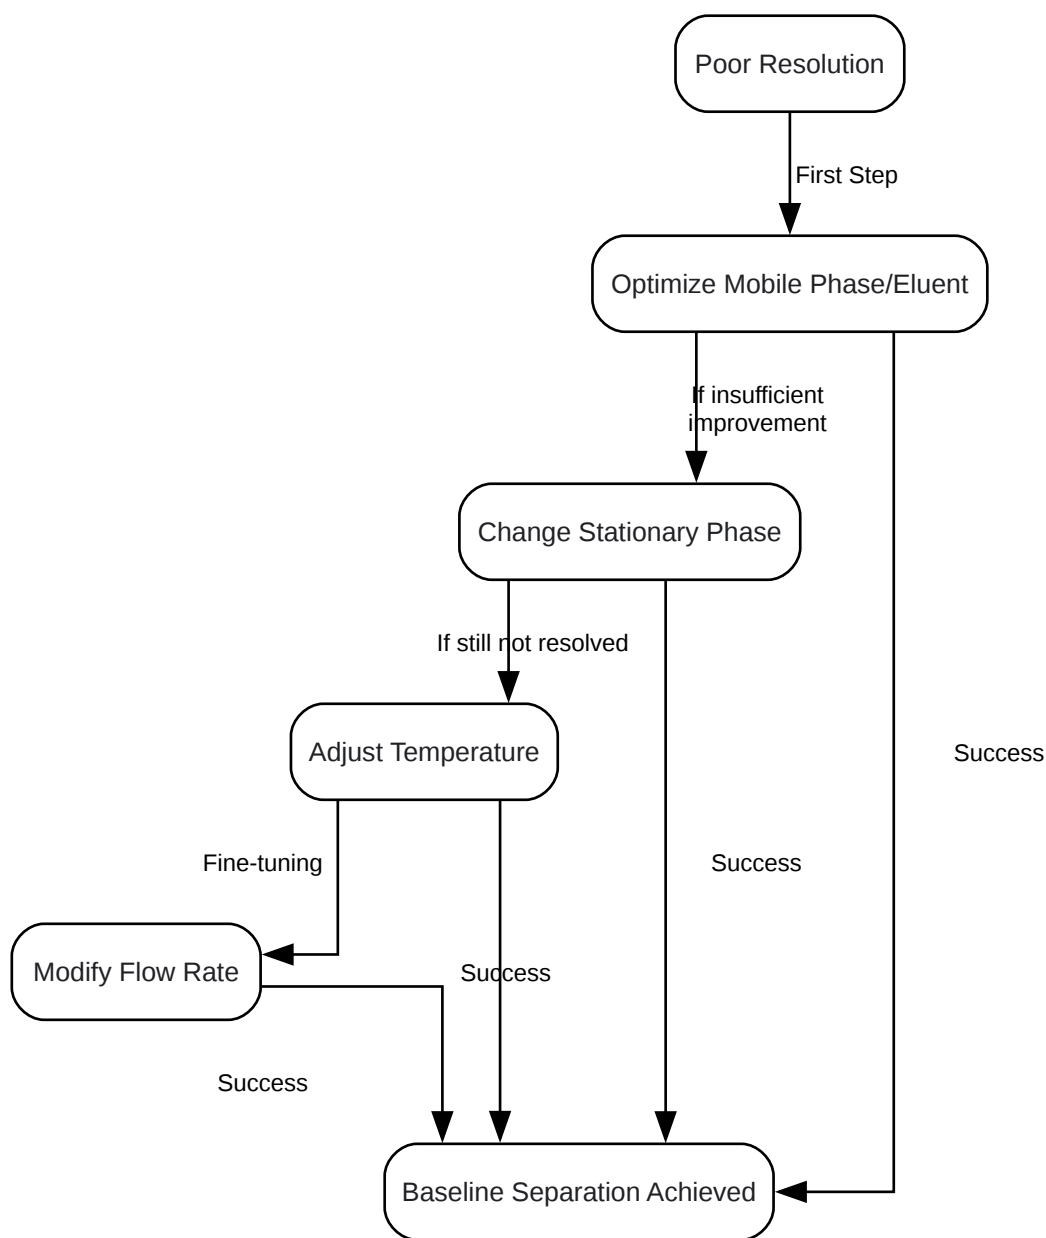 Poor Resolution
First Step
Optimize Mobile Phase/Eluent
If insufficient
improvement
Change Stationary Phase
If still not resolved
Adjust Temperature
Success
Fine-tuning
Success
Modify Flow Rate
Success
Success
Baseline Separation Achieved